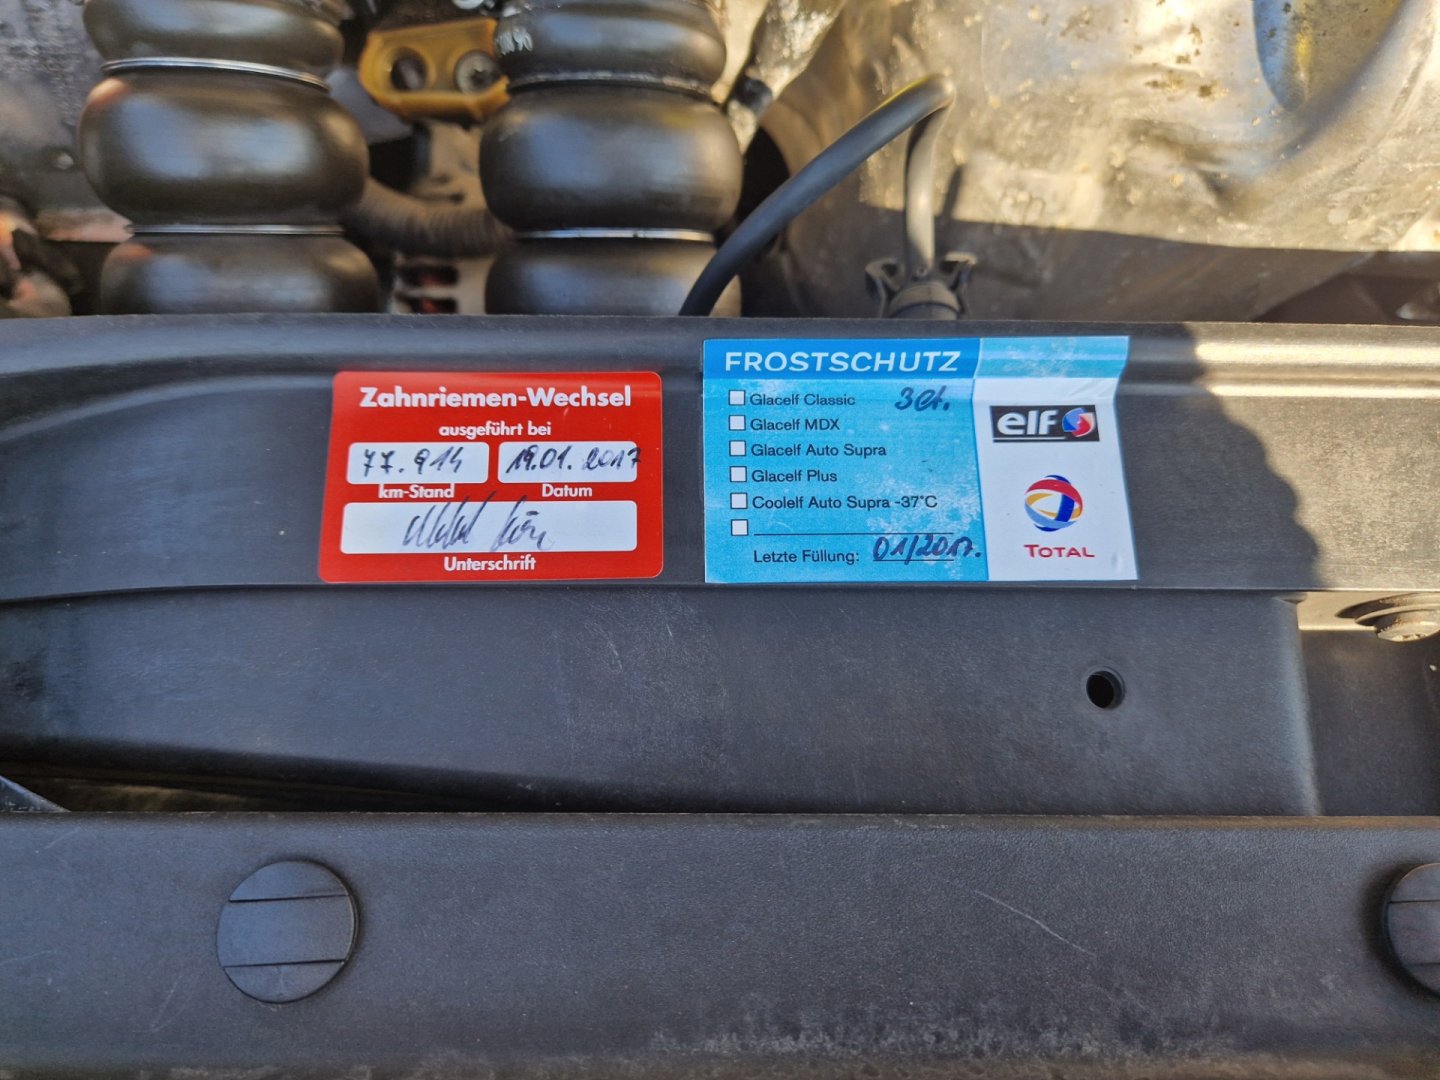 Zahnriemen-Wechsel
ausgeführt bei
77.914 19.01.2017
km-Stand Datum
Unterschrift
FROSTSCHUTZ
Glacelf Classic
Glacelf MDX
Glacelf Auto Supra
Glacelf Plus
Coolelf Auto Supra -37°C
Letzte Füllung: 01/2017.
elf
TOTAL